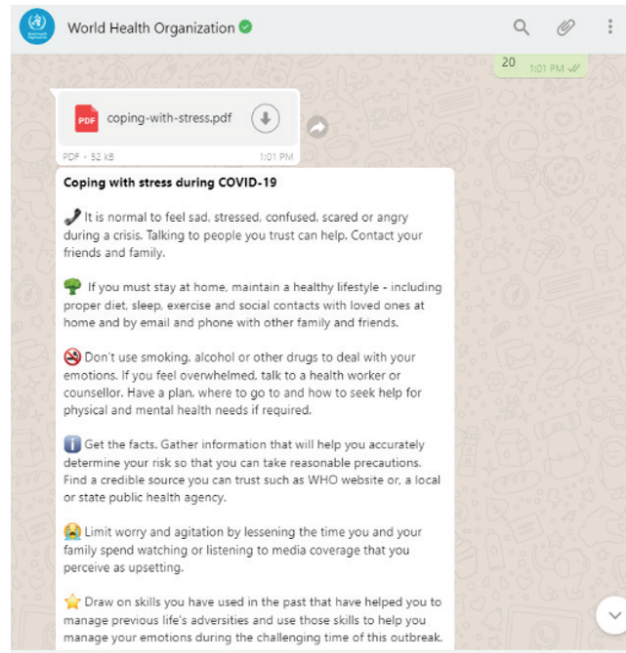 World Health Organization
20
1:01 PM
PDF
coping-with-stress.pdf
PDF • 52 kB
1:01 PM
Coping with stress during COVID-19
It is normal to feel sad, stressed, confused, scared or angry
during a crisis. Talking to people you trust can help. Contact your
friends and family.
If you must stay at home, maintain a healthy lifestyle - including
proper diet, sleep, exercise and social contacts with loved ones at
home and by email and phone with other family and friends.
Don't use smoking, alcohol or other drugs to deal with your
emotions. If you feel overwhelmed, talk to a health worker or
counsellor. Have a plan, where to go to and how to seek help for
physical and mental health needs if required.
Get the facts. Gather information that will help you accurately
determine your risk so that you can take reasonable precautions.
Find a credible source you can trust such as WHO website or, a local
or state public health agency.
Limit worry and agitation by lessening the time you and your
family spend watching or listening to media coverage that you
perceive as upsetting.
Draw on skills you have used in the past that have helped you to
manage previous life's adversities and use those skills to help you
manage your emotions during the challenging time of this outbreak.